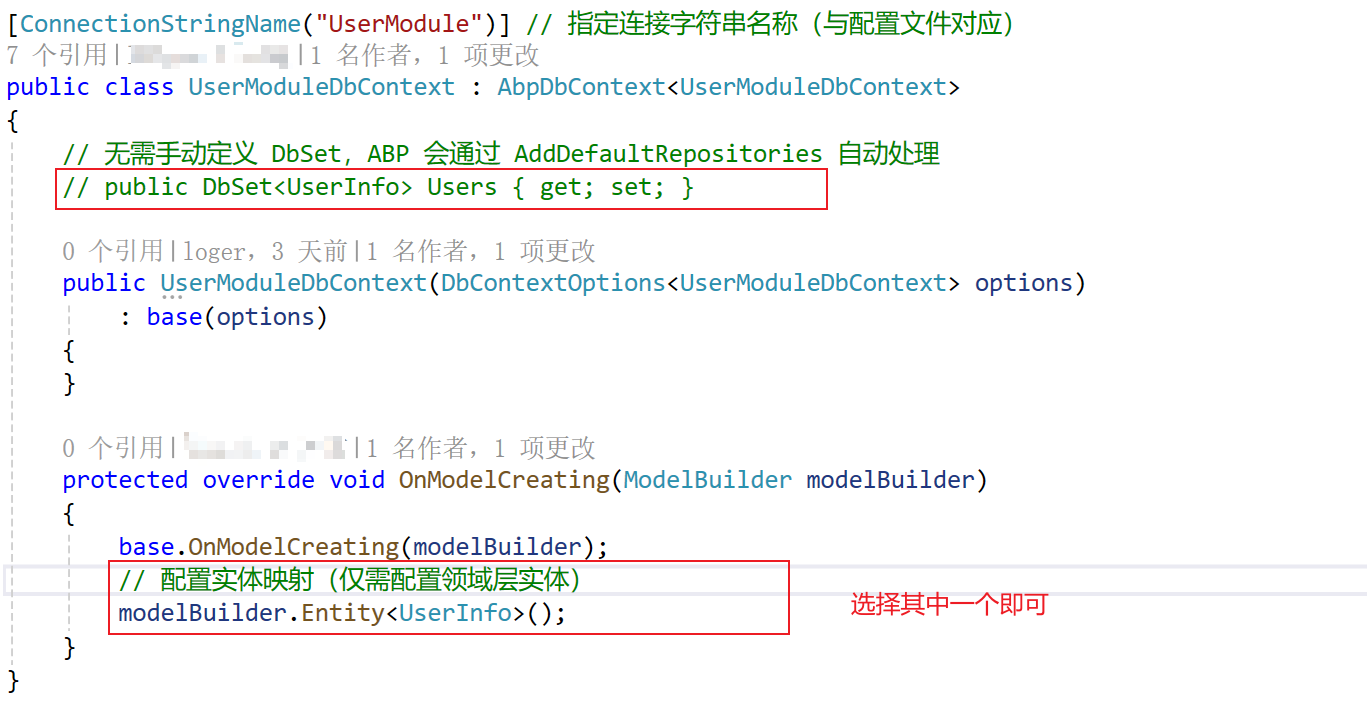 [ConnectionStringName("UserModule")] // 指定连接字符串名称（与配置文件对应）
7 个引用| |1 名作者，1 项更改
public class UserModuleDbContext : AbpDbContext<UserModuleDbContext>
{
// 无需手动定义 DbSet，ABP 会通过 AddDefaultRepositories 自动处理
// public DbSet<UserInfo> Users { get; set; }
0 个引用|loger，3 天前|1 名作者，1 项更改
public UserModuleDbContext(DbContextOptions<UserModuleDbContext> options)
: base(options)
{
}
0 个引用| |1 名作者，1 项更改
protected override void OnModelCreating(ModelBuilder modelBuilder)
{
base.OnModelCreating(modelBuilder);
// 配置实体映射（仅需配置领域层实体）
modelBuilder.Entity<UserInfo>();
选择其中一个即可
}
}